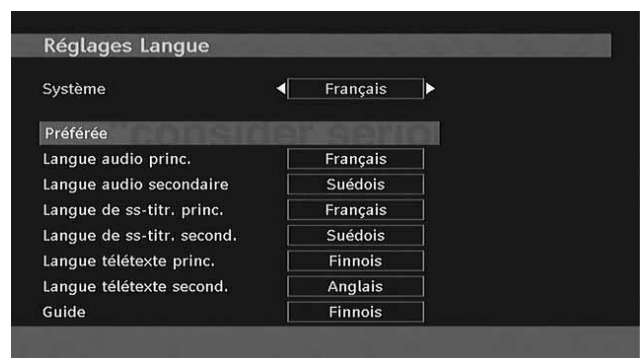 Réglages Langue
Système Français
Préférée
Langue audio princ. Français
Langue audio secondaire Suédois
Langue de ss-titr. princ. Français
Langue de ss-titr. second. Suédois
Langue télétexte princ. Finnois
Langue télétexte second. Anglais
Guide Finnois